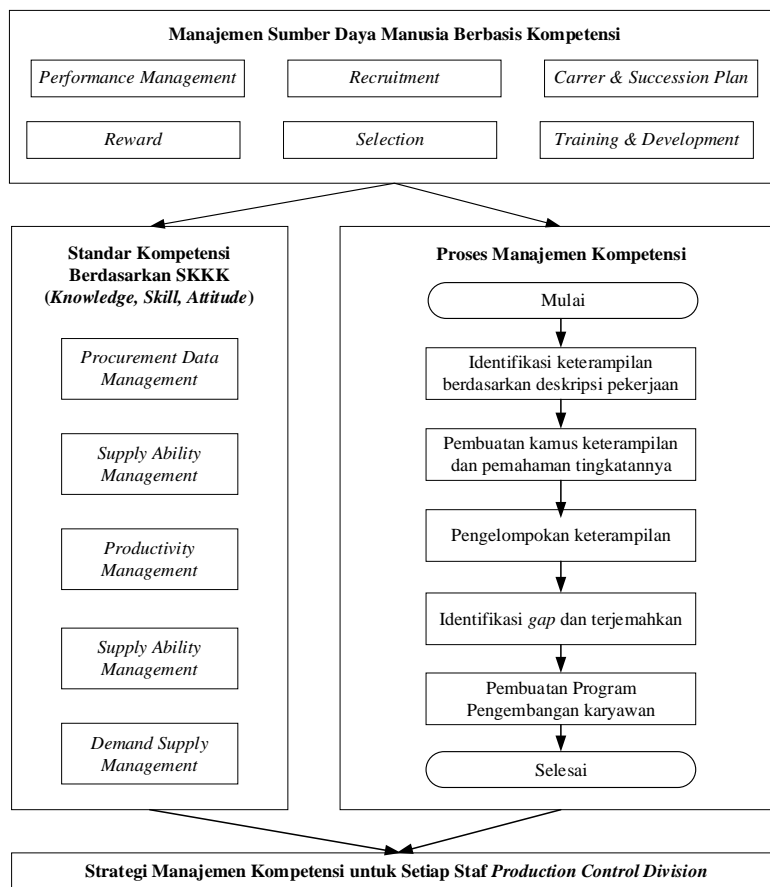 Manajemen Sumber Daya Manusia Berbasis Kompetensi
Performance Management
Recruitment
Carrer & Succession Plan
Reward
Selection
Training & Development
Standar Kompetensi
Berdasarkan SKKK
(Knowledge, Skill, Attitude)
Procurement Data
Management
Supply Ability
Management
Productivity
Management
Supply Ability
Management
Demand Supply
Management
Proses Manajemen Kompetensi
Mulai
Identifikasi keterampilan
berdasarkan deskripsi pekerjaan
Pembuatan kamus keterampilan
dan pemahaman tingkatannya
Pengelompokan keterampilan
Identifikasi gap dan terjemahkan
Pembuatan Program
Pengembangan karyawan
Selesai
Strategi Manajemen Kompetensi untuk Setiap Staf Production Control Division